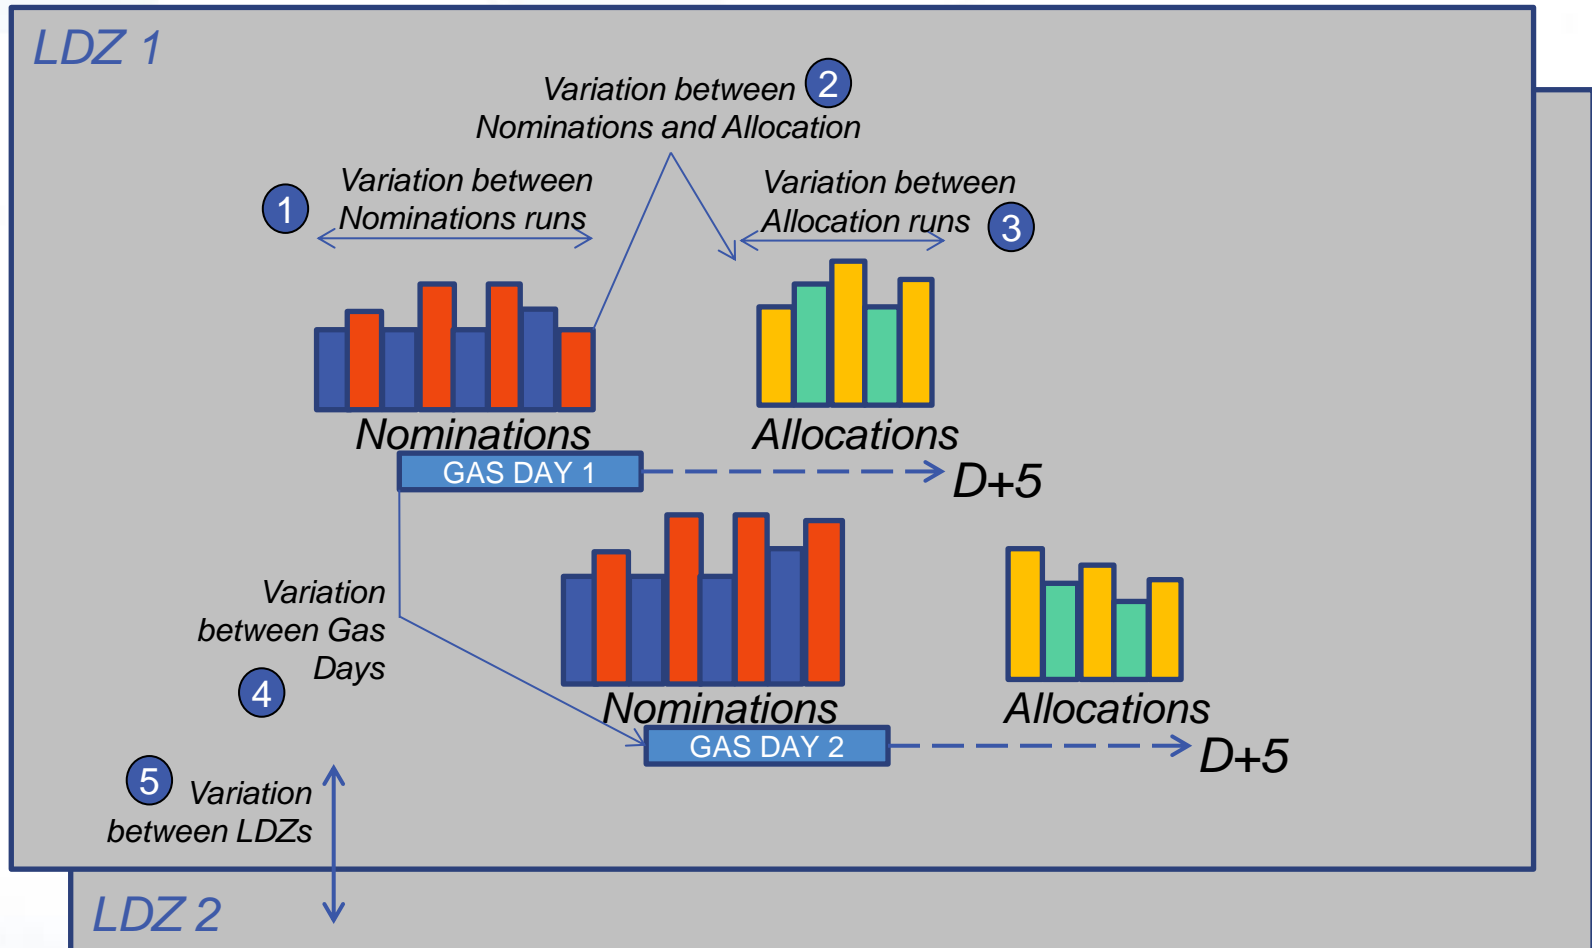 LDZ 1
Variation between 2
Nominations and Allocation
1
Variation between
Nominations runs
Variation between
Allocation runs 3
Nominations
Allocations
GAS DAY 1
D+5
Variation
between Gas
Days
4
Nominations
Allocations
GAS DAY 2
D+5
5 Variation
between LDZs
LDZ 2